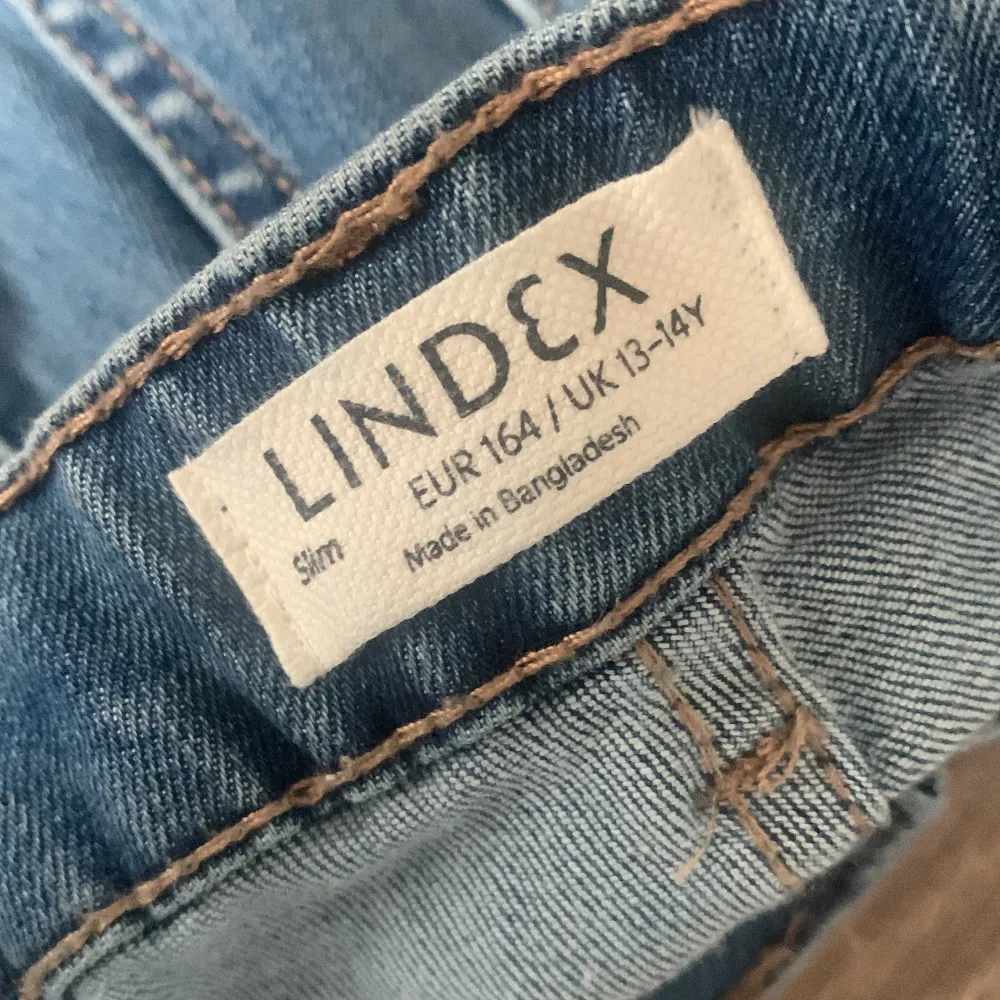 LINDEX
EUR 164 / UK 13-14Y
Slim
Made in Bangladesh